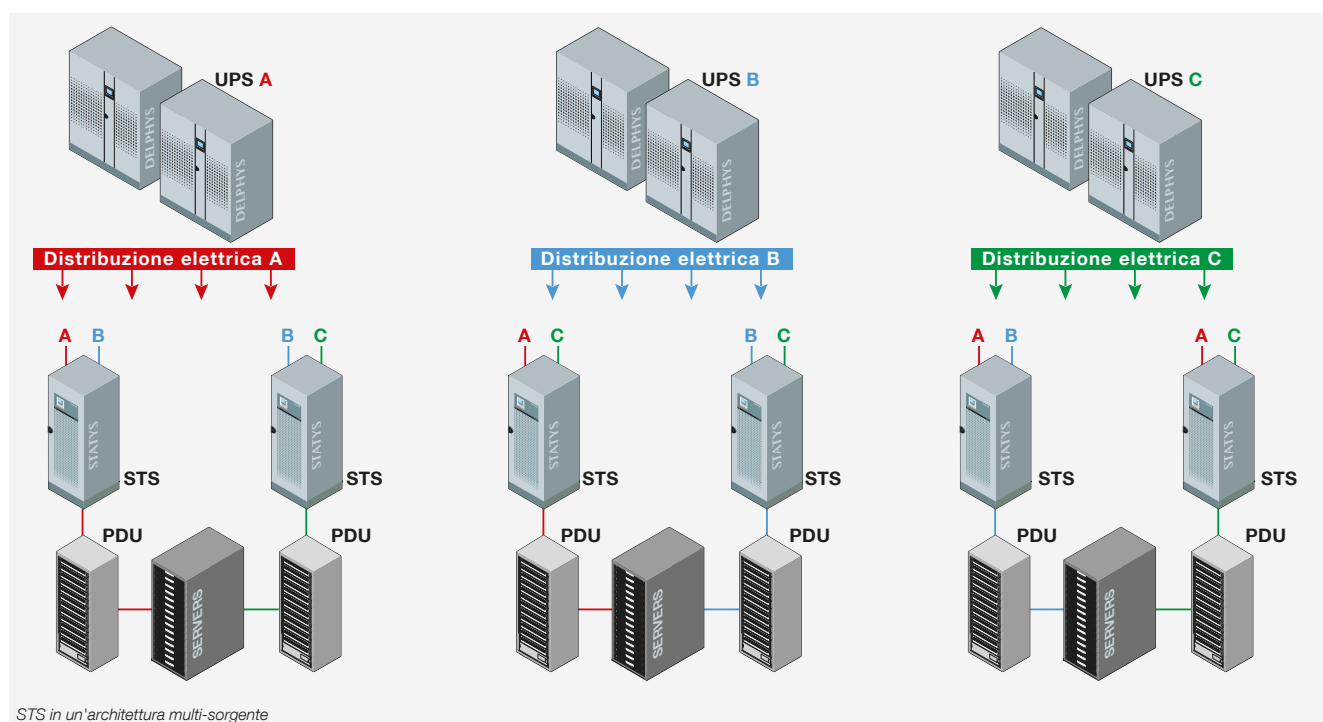 UPS A
UPS B
UPS C
DELPHYS
DELPHYS
DELPHYS
DELPHYS
DELPHYS
DELPHYS
Distribuzione elettrica A
Distribuzione elettrica B
Distribuzione elettrica C
A B
B C
A C
B C
A B
A C
STATYS
STATYS
STATYS
STATYS
STATYS
STATYS
STS
STS
STS
STS
STS
STS
PDU
PDU
PDU
PDU
PDU
PDU
SERVERS
SERVERS
SERVERS
STS in un'architettura multi-sorgente